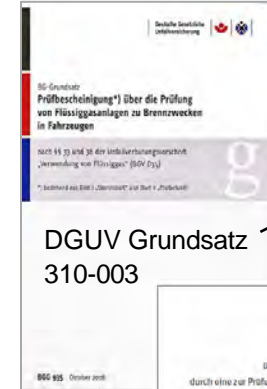 Deutsche Gesetzliche
Unfallversicherung
BG-Grundsatz
Prüfbescheinigung*) über die Prüfung
von Flüssiggasanlagen zu Brennzwecken
in Fahrzeugen
nach §§ 33 und 38 der Unfallverhütungsvorschrift
„Verwendung von Flüssiggas“ (BGV D34)
*) bestehend aus Blatt 1 „Stammblatt“ und Blatt 2 „Prüfbefund“
g
DGUV Grundsatz
310-003
BGG 935 Oktober 2008
durch eine zur Prüfu